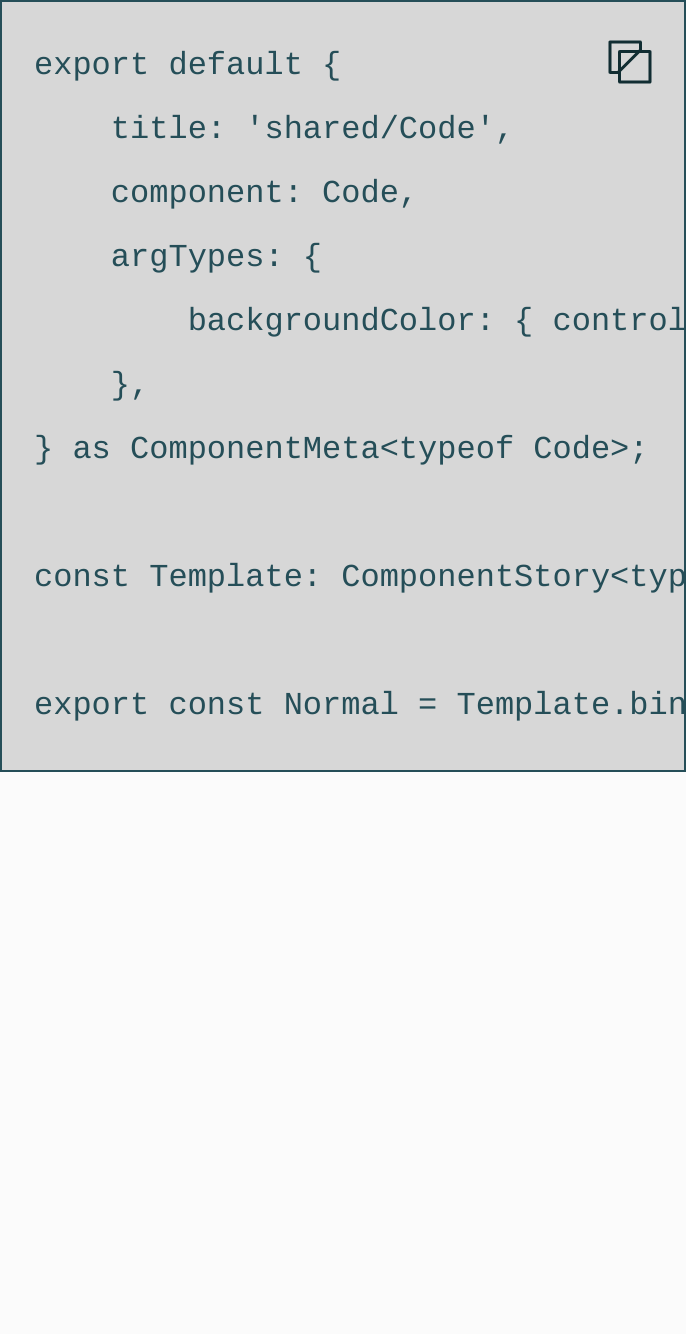 export default {
    title: 'shared/Code',
    component: Code,
    argTypes: {
        backgroundColor: { control
    },
} as ComponentMeta<typeof Code>;
const Template: ComponentStory<typ
export const Normal = Template.bin